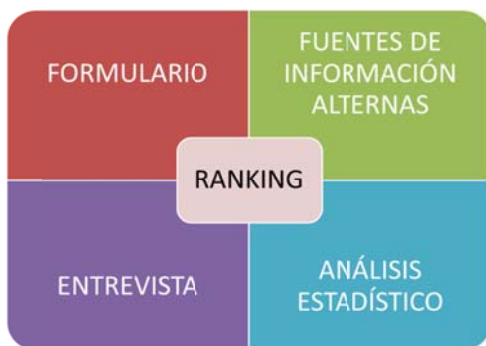 FORMULARIO
FUENTES DE
INFORMACIÓN
ALTERNAS
RANKING
ENTREVISTA
ANÁLISIS
ESTADÍSTICO